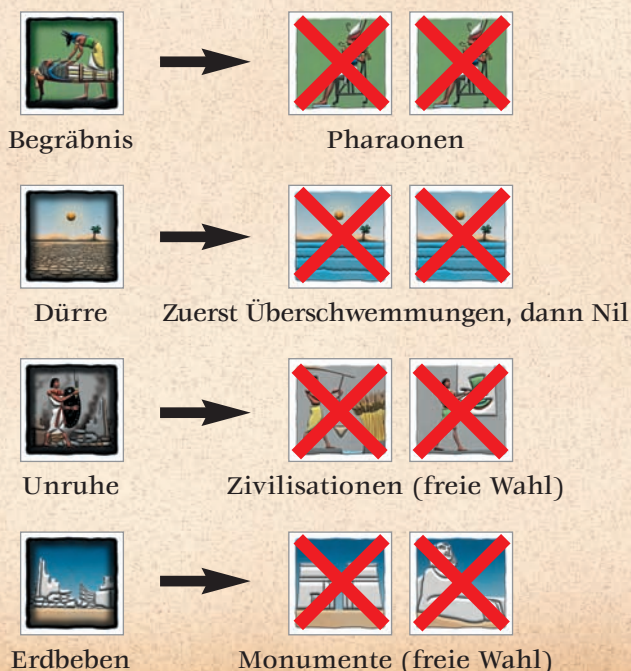 Begräbnis
Pharaonen
Dürre
Zuerst Überschwemmungen, dann Nil
Unruhe
Zivilisationen (freie Wahl)
Erdbeben
Monumente (freie Wahl)